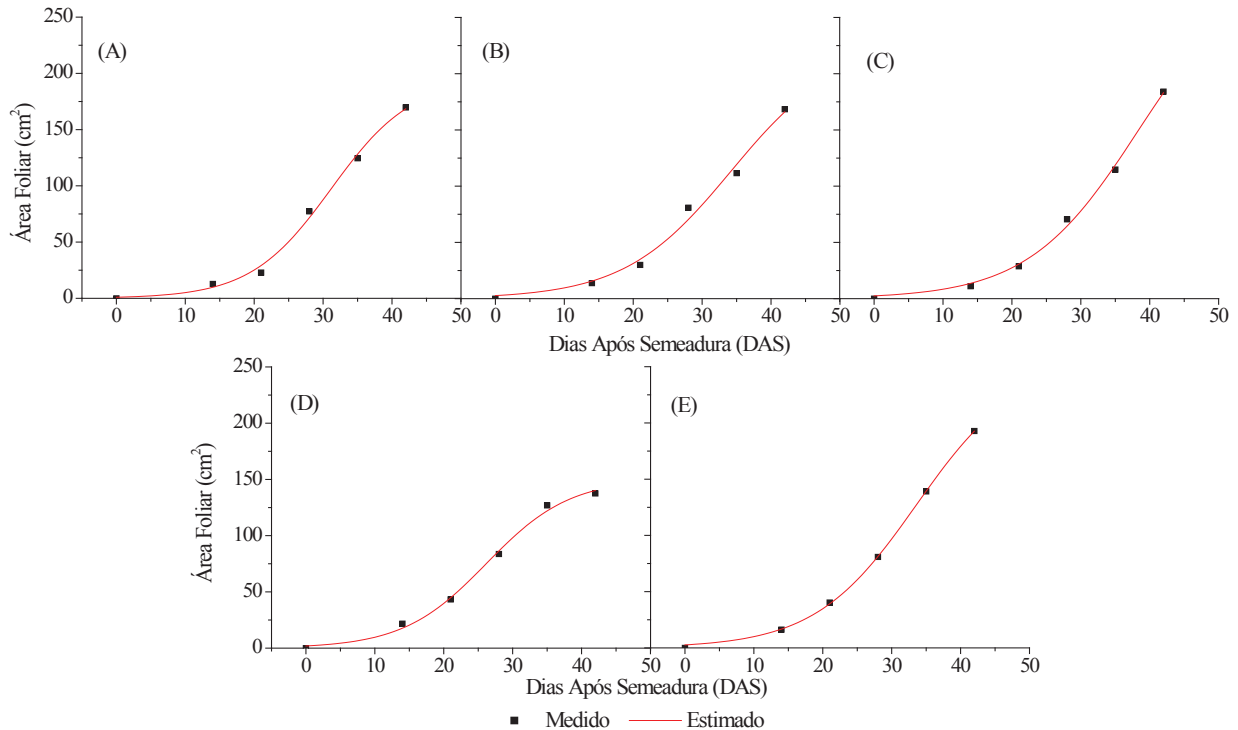 250
200
150
100
50
0
Área Foliar (cm²)
(A)
(B)
(C)
0 10 20 30 40 50
0 10 20 30 40 50
0 10 20 30 40 50
Dias Após Semeadura (DAS)
250
200
150
100
50
0
Área Foliar (cm²)
(D)
(E)
0 10 20 30 40 50
0 10 20 30 40 50
Dias Após Semeadura (DAS)
Medido Estimado